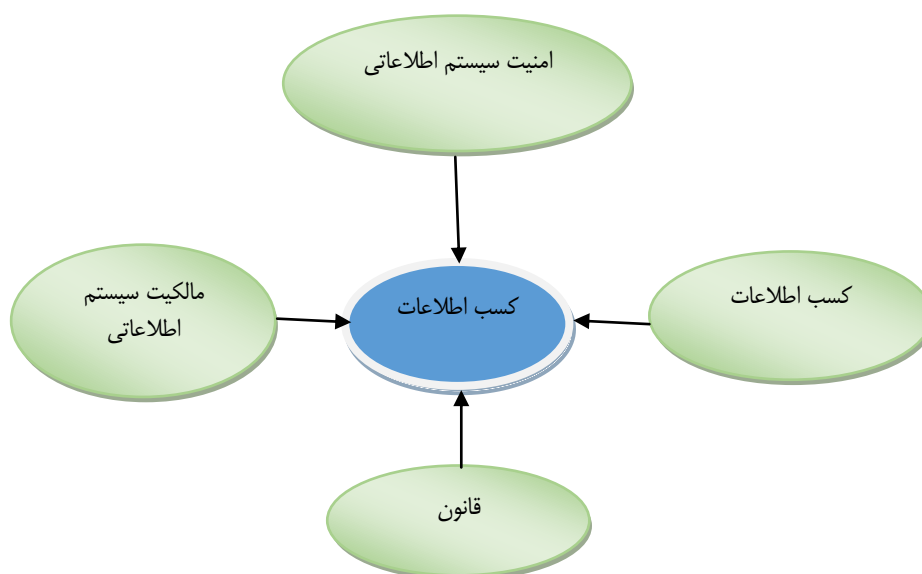 امنیت سیستم اطلاعاتی
مالکیت سیستم
اطلاعاتی
کسب اطلاعات
کسب اطلاعات
قانون